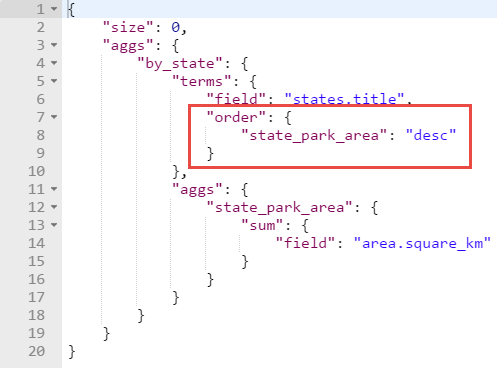 1 {
2 "size": 0,
3 "aggs": {
4 "by_state": {
5 "terms": {
6 "field": "states.title",
7 "order": {
8 "state_park_area": "desc"
9 }
10 },
11 "aggs": {
12 "state_park_area": {
13 "sum": {
14 "field": "area.square_km"
15 }
16 }
17 }
18 }
19 }
20 }